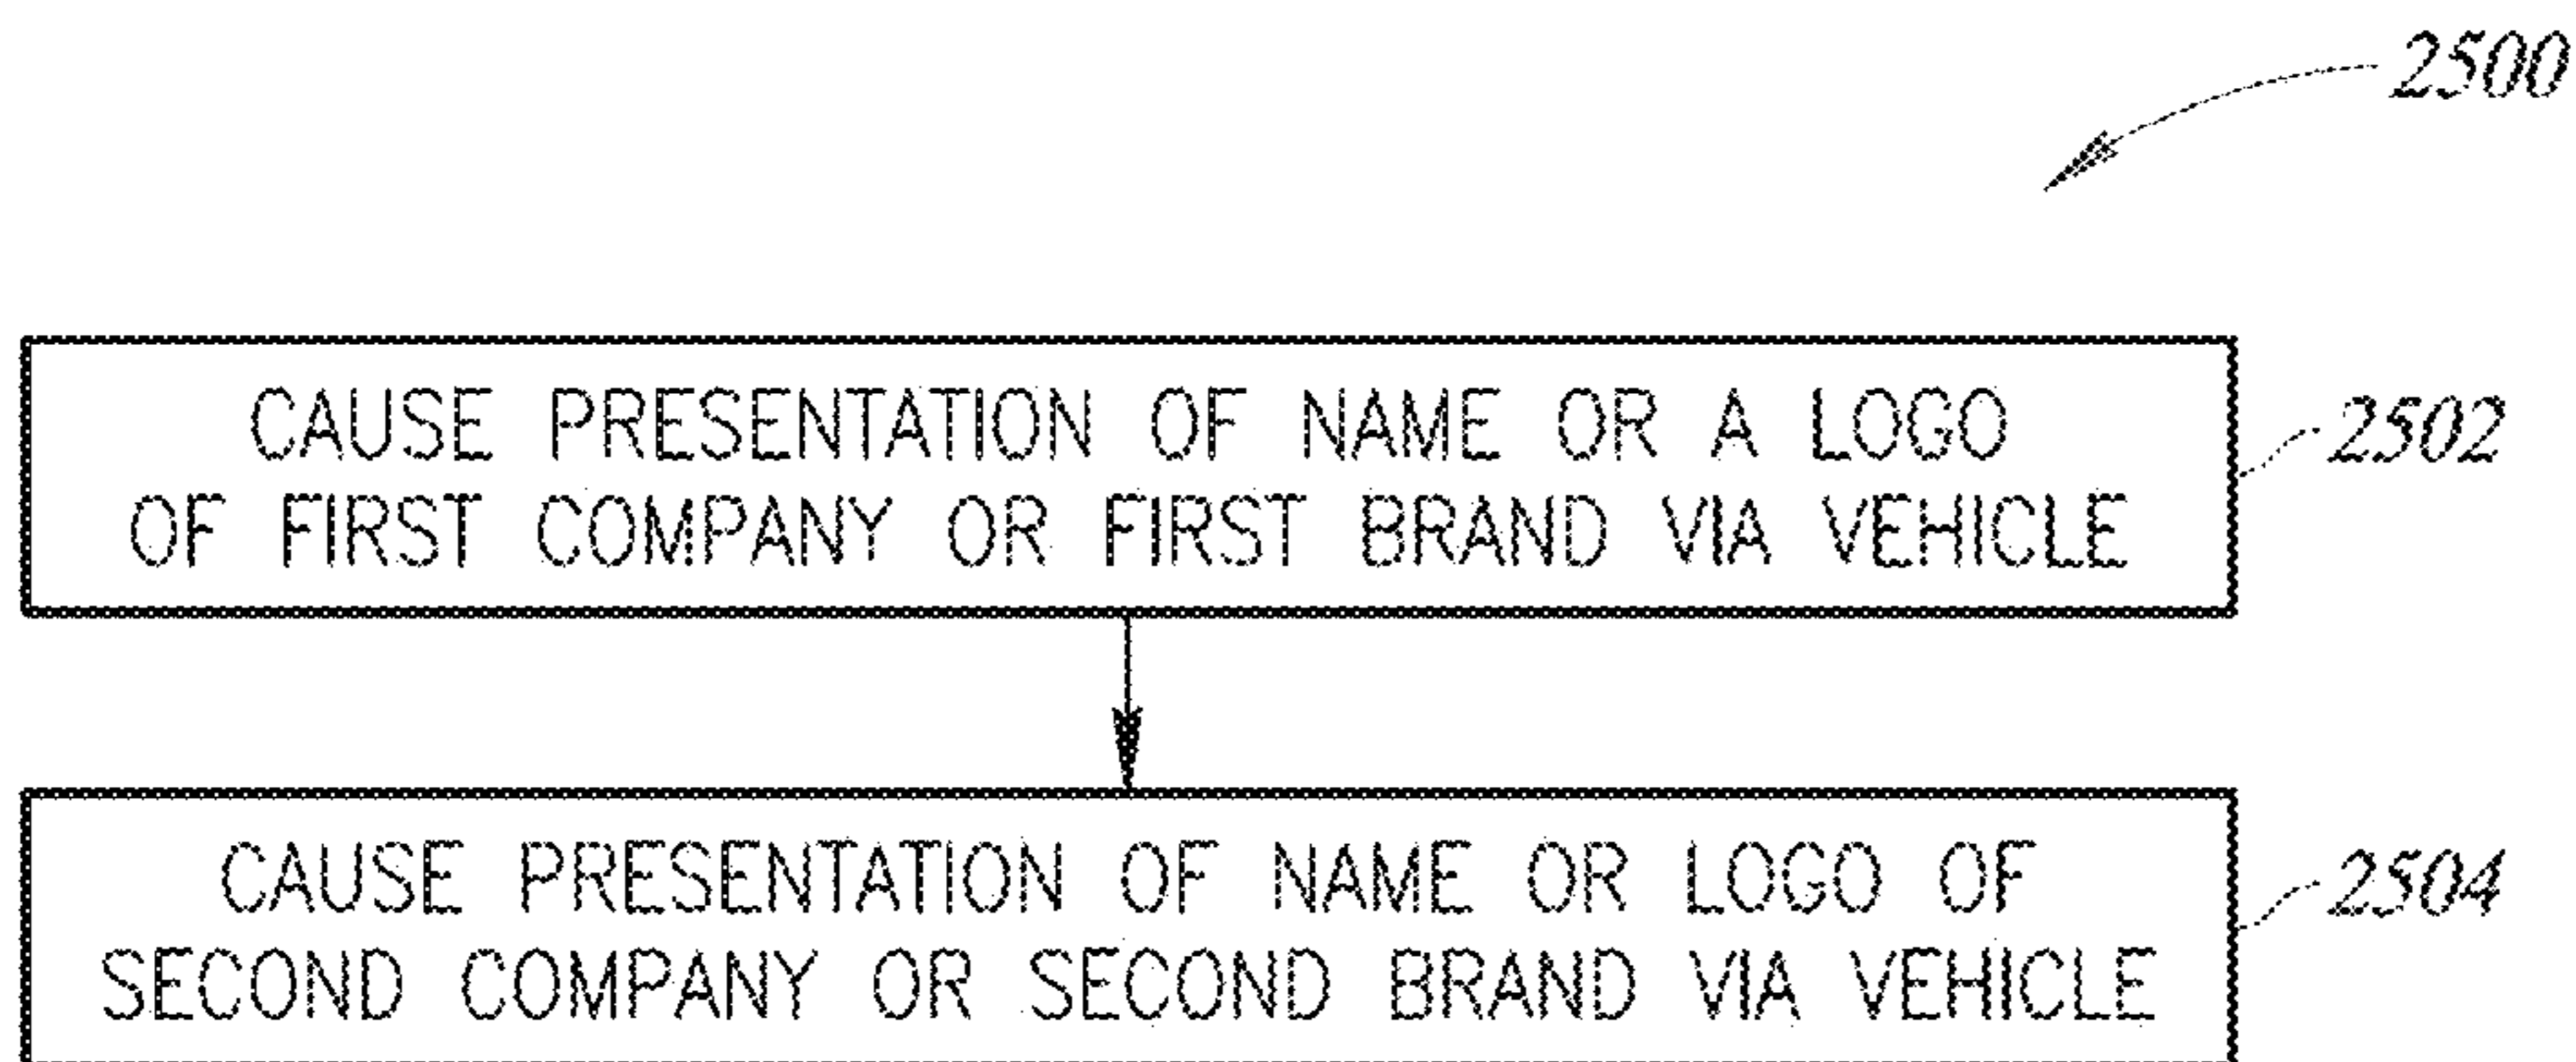 2500
CAUSE PRESENTATION OF NAME OR A LOGO
OF FIRST COMPANY OR FIRST BRAND VIA VEHICLE
2502
CAUSE PRESENTATION OF NAME OR LOGO OF
SECOND COMPANY OR SECOND BRAND VIA VEHICLE
2504